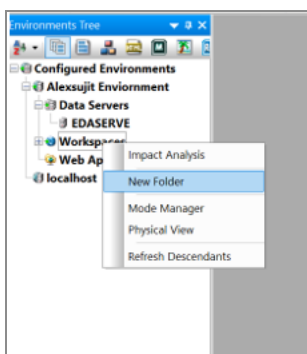 Environments Tree
Configured Environments
Alexsujit Enviornment
Data Servers
EDASERVE
Workspaces
Web Ap
localhost
Impact Analysis
New Folder
Mode Manager
Physical View
Refresh Descendants